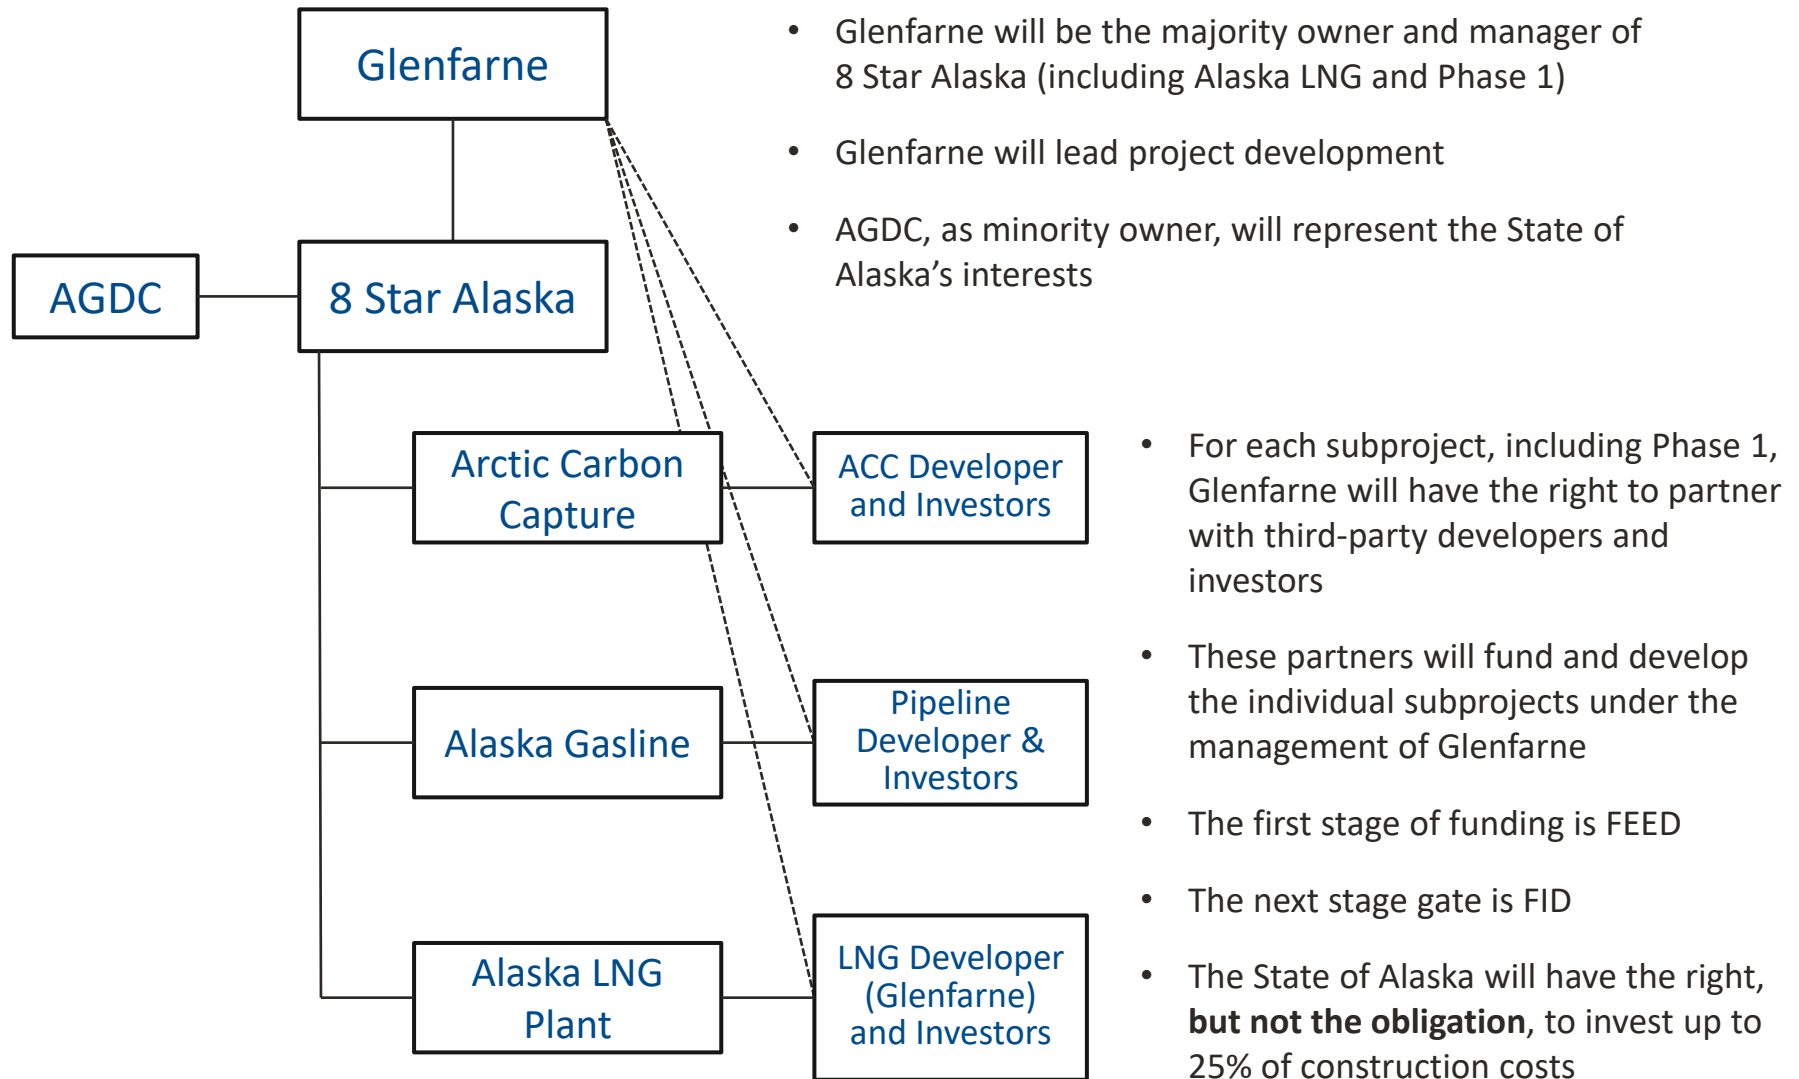 Glenfarne
• Glenfarne will be the majority owner and manager of
8 Star Alaska (including Alaska LNG and Phase 1)
• Glenfarne will lead project development
• AGDC, as minority owner, will represent the State of
Alaska’s interests
AGDC
8 Star Alaska
Arctic Carbon
Capture
ACC Developer
and Investors
Alaska Gasline
Pipeline
Developer &
Investors
Alaska LNG
Plant
LNG Developer
(Glenfarne)
and Investors
• For each subproject, including Phase 1,
Glenfarne will have the right to partner
with third-party developers and
investors
• These partners will fund and develop
the individual subprojects under the
management of Glenfarne
• The first stage of funding is FEED
• The next stage gate is FID
• The State of Alaska will have the right,
but not the obligation, to invest up to
25% of construction costs